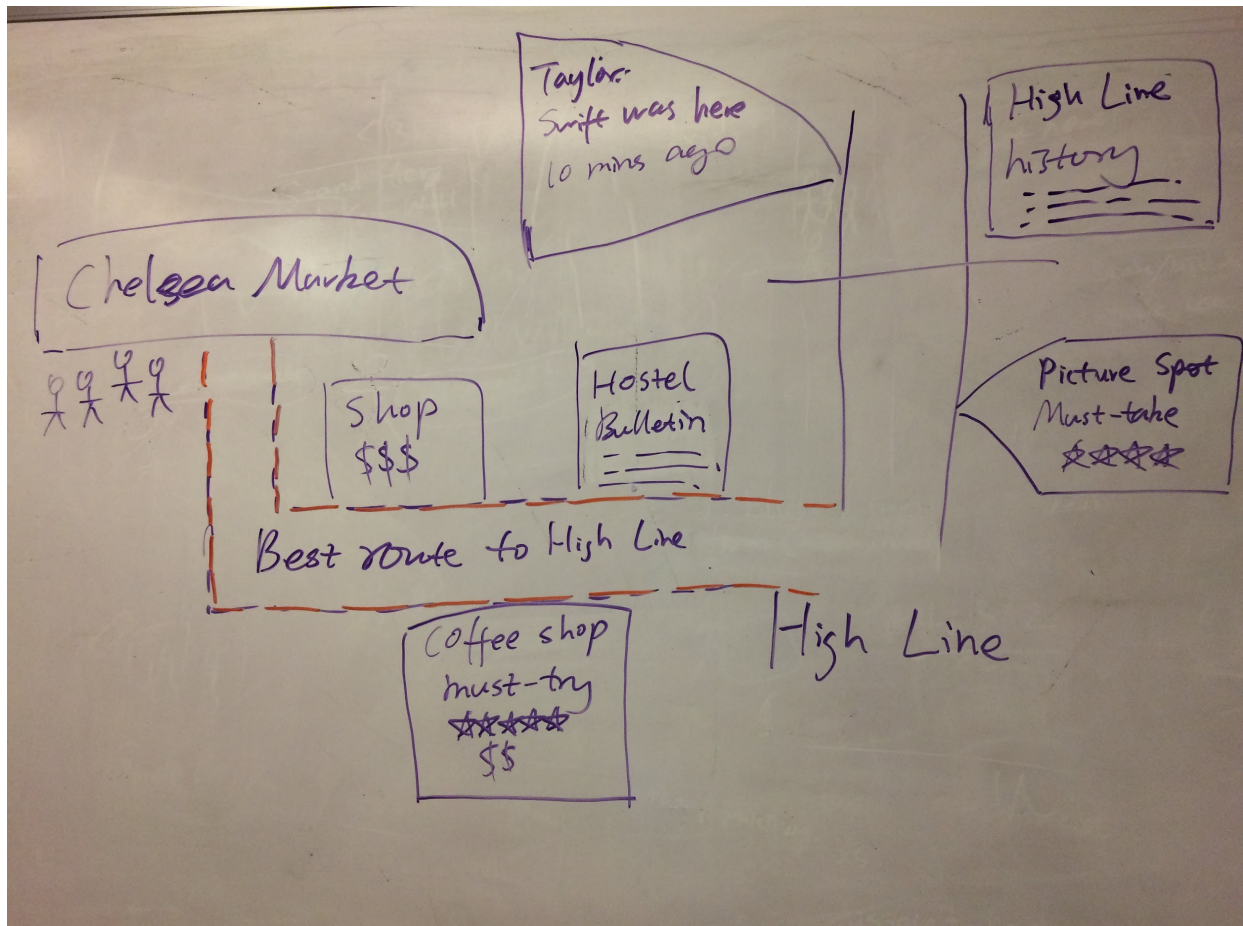 Taylor
Swift was here
10 mins ago
High Line
history
Chelsea Market
Shop
$$$
Hostel
Bulletin
Picture Spot
Must-take
☆☆☆☆
Best route to High Line
High Line
Coffee shop
must-try
☆☆☆☆☆
$$